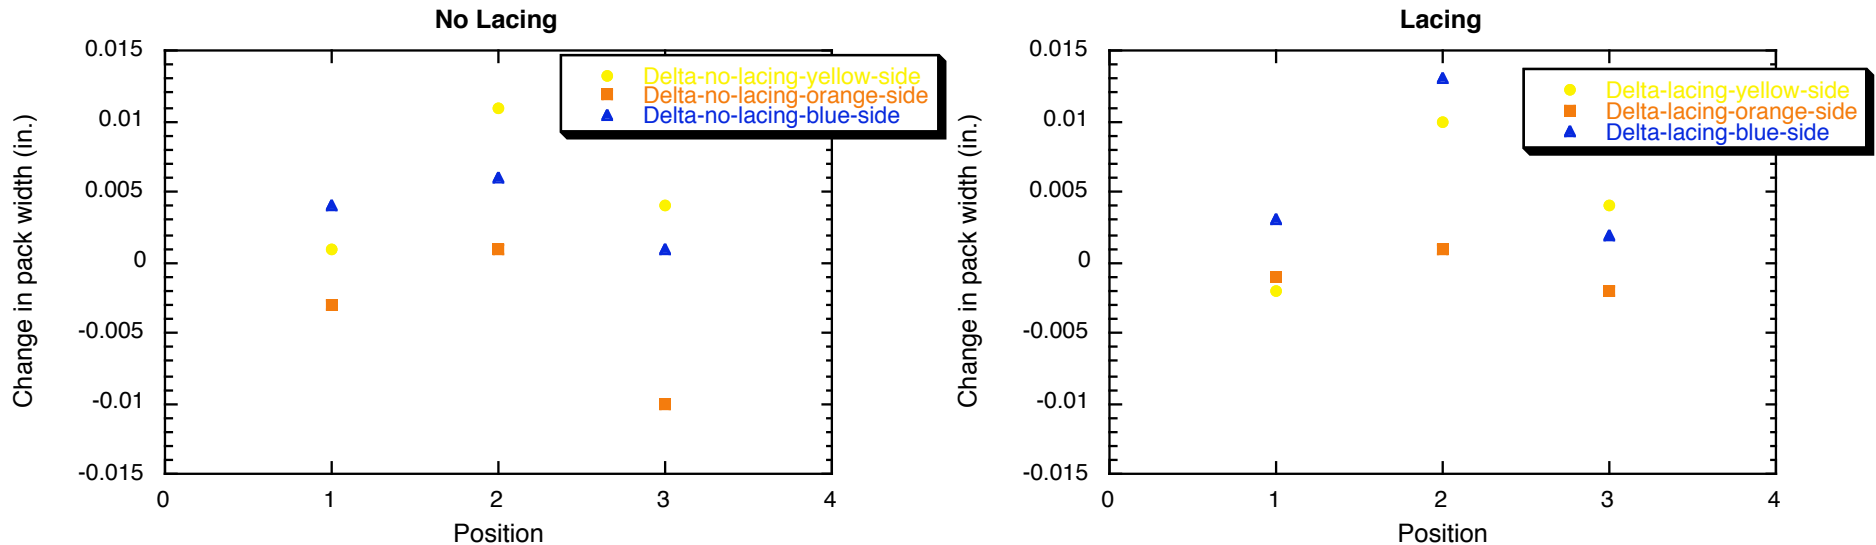 No Lacing
0.015
0.01
0.005
0
-0.005
-0.01
-0.015
Change in pack width (in.)
Delta-no-lacing-yellow-side
Delta-no-lacing-orange-side
Delta-no-lacing-blue-side
0 1 2 3 4
Position
Lacing
0.015
0.01
0.005
0
-0.005
-0.01
-0.015
Change in pack width (in.)
Delta-lacing-yellow-side
Delta-lacing-orange-side
Delta-lacing-blue-side
0 1 2 3 4
Position